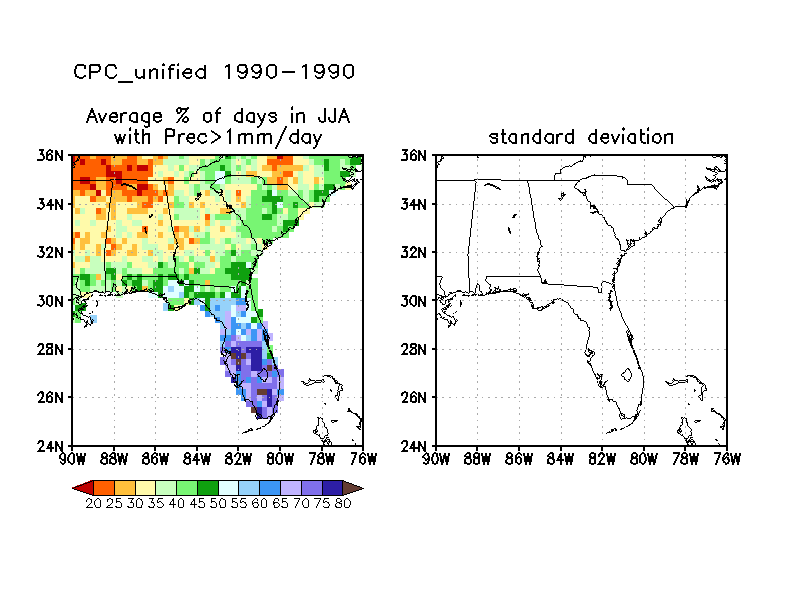 CPC_unified 1990-1990
Average % of days in JJA
with Prec>1mm/day
standard deviation
36N
34N
32N
30N
28N
26N
24N
90W 88W 86W 84W 82W 80W 78W 76W
36N
34N
32N
30N
28N
26N
24N
90W 88W 86W 84W 82W 80W 78W 76W
20 25 30 35 40 45 50 55 60 65 70 75 80